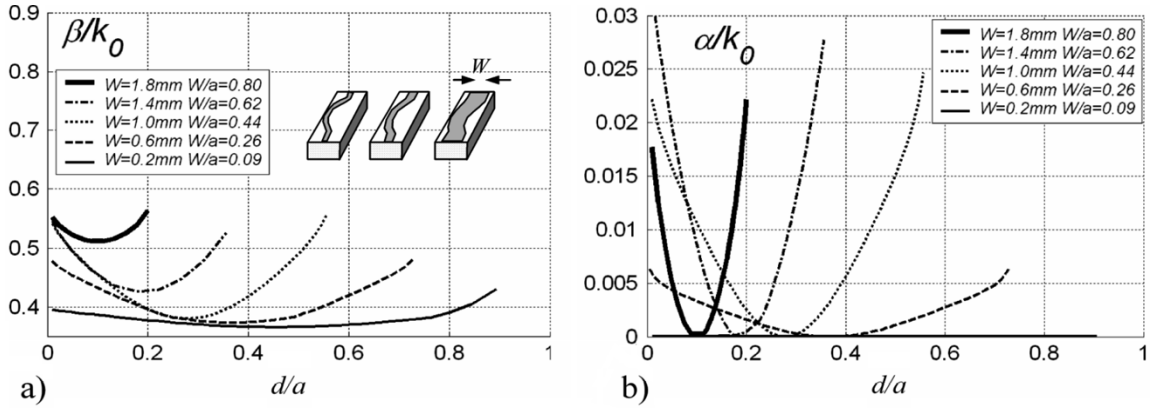 β/k0
0.9
0.8
0.7
0.6
0.5
0.4
W=1.8mm W/a=0.80
W=1.4mm W/a=0.62
W=1.0mm W/a=0.44
W=0.6mm W/a=0.26
W=0.2mm W/a=0.09
W
0 0.2 0.4 0.6 0.8 1
a)
d/a
α/k0
0.03
0.025
0.02
0.015
0.01
0.005
0
W=1.8mm W/a=0.80
W=1.4mm W/a=0.62
W=1.0mm W/a=0.44
W=0.6mm W/a=0.26
W=0.2mm W/a=0.09
0 0.2 0.4 0.6 0.8 1
b)
d/a